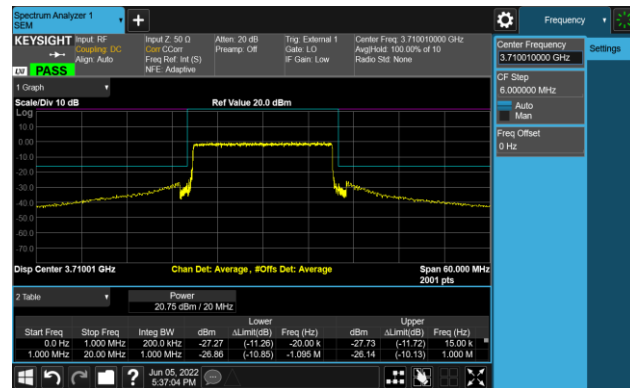 Spectrum Analyzer 1
SEM
Frequency
KEYSIGHT
Input: RF
Coupling: DC
Align: Auto
Input Z: 50 Ω
Corr CCorr
Freq Ref: Int (S)
NFE: Adaptive
Atten: 20 dB
Preamp: Off
Trig: External 1
Gate: LO
IF Gain: Low
Center Freq: 3.710010000 GHz
Avg|Hold: 100.00% of 10
Radio Std: None
LXI PASS
Center Frequency
3.710010000 GHz
Settings
CF Step
6.000000 MHz
Auto
Man
Freq Offset
0 Hz
1 Graph
Scale/Div 10 dB
Ref Value 20.0 dBm
Log
10.0
0.00
-10.0
-20.0
-30.0
-40.0
-50.0
-60.0
-70.0
Disp Center 3.71001 GHz
Chan Det: Average , #Offs Det: Average
Span 60.000 MHz
2001 pts
2 Table
Power
20.75 dBm / 20 MHz
Lower Upper
Start Freq Stop Freq Integ BW dBm ΔLimit(dB) Freq (Hz) dBm ΔLimit(dB) Freq (Hz)
0.0 Hz 1.000 MHz 200.0 kHz -27.27 (-11.26) -20.00 k -27.73 (-11.72) 15.00 k
1.000 MHz 20.00 MHz 1.000 MHz -26.86 (-10.85) -1.095 M -26.14 (-10.13) 1.000 M
?
Jun 05, 2022
5:37:04 PM